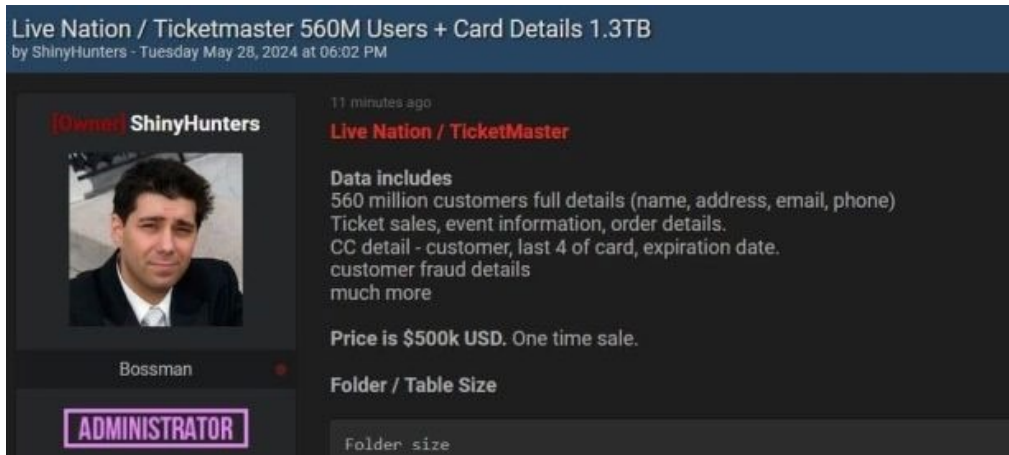 Live Nation / Ticketmaster 560M Users + Card Details 1.3TB
by ShinyHunters - Tuesday May 28, 2024 at 06:02 PM
[Owner] ShinyHunters
Bossman
ADMINISTRATOR
11 minutes ago
Live Nation / TicketMaster
Data includes
560 million customers full details (name, address, email, phone)
Ticket sales, event information, order details.
CC detail - customer, last 4 of card, expiration date.
customer fraud details
much more
Price is $500k USD. One time sale.
Folder / Table Size
Folder size